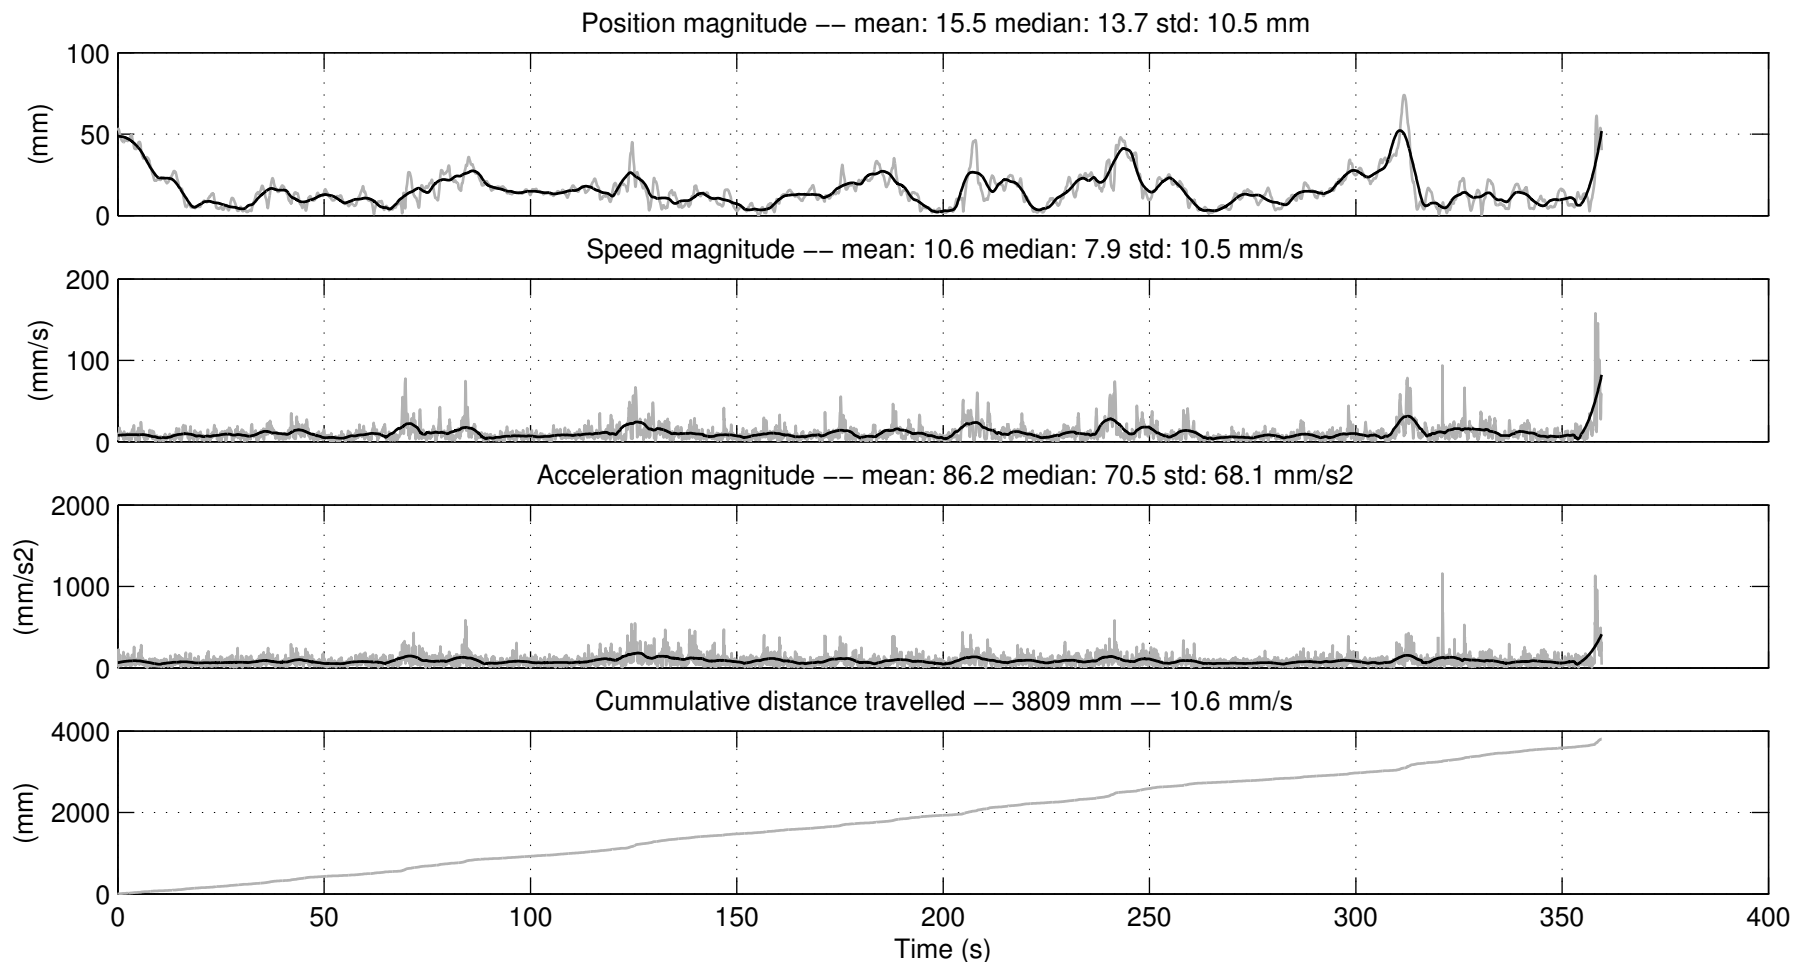 Position magnitude −− mean: 15.5 median: 13.7 std: 10.5 mm
100
50
0
(mm)
Speed magnitude −− mean: 10.6 median: 7.9 std: 10.5 mm/s
200
100
0
(mm/s)
Acceleration magnitude −− mean: 86.2 median: 70.5 std: 68.1 mm/s2
2000
1000
0
(mm/s2)
Cummulative distance travelled −− 3809 mm −− 10.6 mm/s
4000
2000
0
(mm)
0 50 100 150 200 250 300 350 400
Time (s)